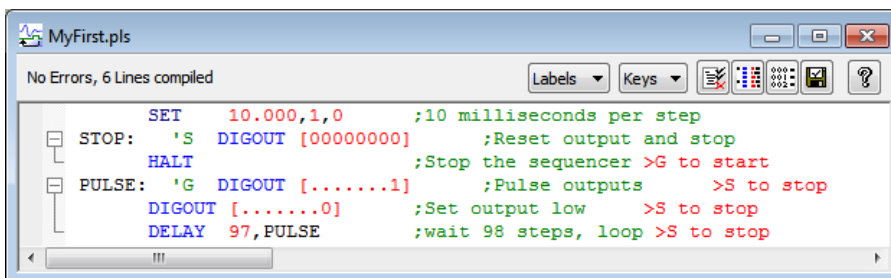 MyFirst.pls
No Errors, 6 Lines compiled Labels Keys
SET 10.000,1,0 ;10 milliseconds per step
STOP: 'S DIGOUT [00000000] ;Reset output and stop
HALT ;Stop the sequencer >G to start
PULSE: 'G DIGOUT [.......1] ;Pulse outputs >S to stop
DIGOUT [.......0] ;Set output low >S to stop
DELAY 97,PULSE ;wait 98 steps, loop >S to stop